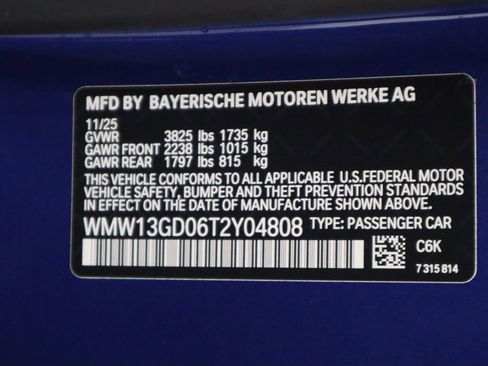 MFD BY BAYERISCHE MOTOREN WERKE AG
11/25
GVWR 3825 lbs 1735 kg
GAWR FRONT 2238 lbs 1015 kg
GAWR REAR 1797 lbs 815 kg
THIS VEHICLE CONFORMS TO ALL APPLICABLE U.S.FEDERAL MOTOR
VEHICLE SAFETY, BUMPER AND THEFT PREVENTION STANDARDS
IN EFFECT ON THE DATE OF MANUFACTURE SHOWN ABOVE.
WMW13GD06T2Y04808 TYPE: PASSENGER CAR
C6K
7 315 814